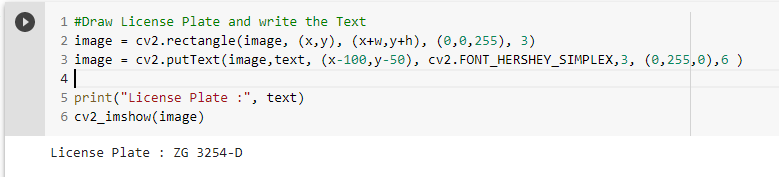 1 #Draw License Plate and write the Text
2 image = cv2.rectangle(image, (x,y), (x+w,y+h), (0,0,255), 3)
3 image = cv2.putText(image,text, (x-100,y-50), cv2.FONT_HERSHEY_SIMPLEX,3, (0,255,0),6 )
4
5 print("License Plate :", text)
6 cv2_imshow(image)
License Plate : ZG 3254-D